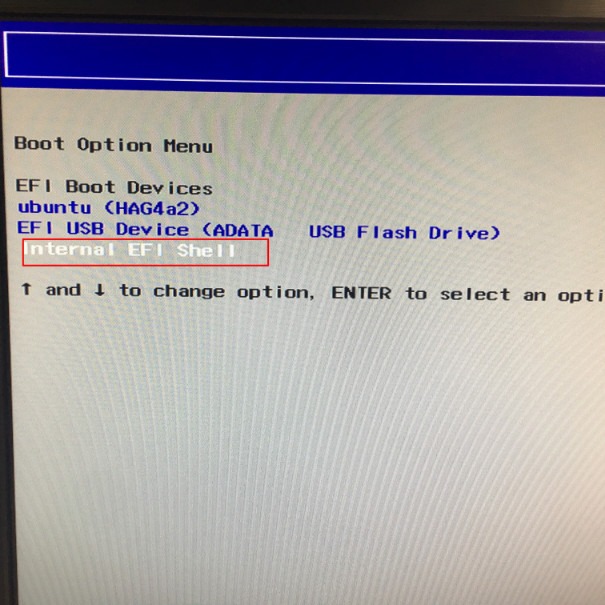 Boot Option Menu
EFI Boot Devices
ubuntu (HAG4a2)
EFI USB Device (ADATA USB Flash Drive)
Internal EFI Shell
↑ and ↓ to change option, ENTER to select an opti